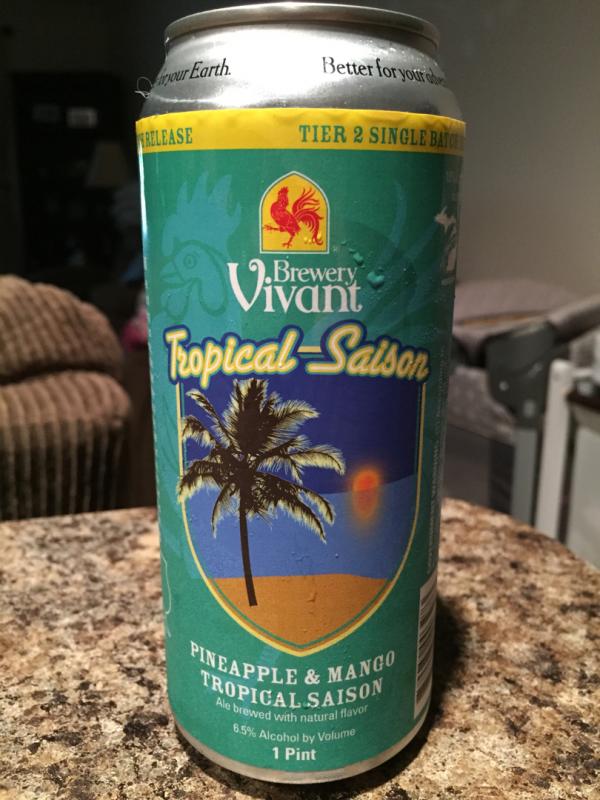 your Earth.
Better for your
RELEASE
TIER 2 SINGLE BATCH
Brewery
Vivant
Tropical Saison
PINEAPPLE & MANGO
TROPICAL SAISON
Ale brewed with natural flavor
6.5% Alcohol by Volume
1 Pint